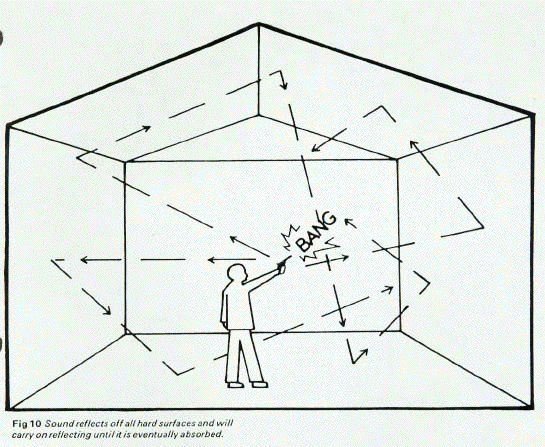 BANG
Fig 10 Sound reflects off all hard surfaces and will
carry on reflecting until it is eventually absorbed.